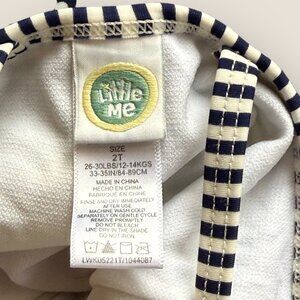 Little
Me
SIZE
2T
26-30LBS/12-14KGS
33-35IN/84-89CM
MADE IN CHINA
HECHO EN CHINA
FABRIQUÉ EN CHINE
RINSE AND DRY IMMEDIATELY
AFTER USE
MACHINE WASH COLD
SEPARATELY ON GENTLE CYCLE
REMOVE PROMPTLY
DO NOT BLEACH
LINE DRY IN THE SHADE
DO NOT IRON
LWK05221T/1044087